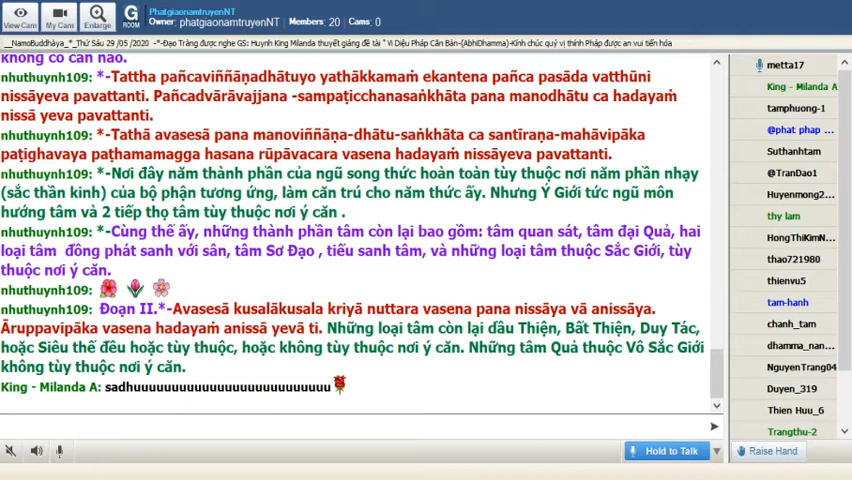 View Cam
My Cam
Enlarge
G
ROOM
PhatgiaonamtruyenNT
Owner: phatgiaonamtruyenNT Members: 20 Cams: 0
__NamoBuddhàya_*_Thứ Sáu 29 /05 /2020 -*-Đạo Tràng được nghe GS: Huynh King Milinda thuyết giảng đề tài " Vi Diệu Pháp Căn Bản-(AbhiDhamma)-Kính chúc quý vị thính Pháp được an vui tiến hóa
không có căn nào.
nhuthuynh109: *-Tattha pañcaviññāṇadhātuyo yathākkamaṁ ekantena pañca pasāda vatthūni
nissāyeva pavattanti. Pañcadvārāvajjana -sampaṭicchanasaṅkhāta pana manodhātu ca hadayaṁ
nissā yeva pavattanti.
nhuthuynh109: *-Tathā avasesā pana manoviññāṇa-dhātu-saṅkhāta ca santīraṇa-mahāvipāka
paṭighavaya paṭhamamagga hasana rūpāvacara vasena hadayaṁ nissāyeva pavattanti.
nhuthuynh109: *-Nơi đây năm thành phần của ngũ song thức hoàn toàn tùy thuộc nơi năm phần nhạy
(sắc thần kinh) của bộ phận tương ứng, làm căn trú cho năm thức ấy. Nhưng Ý Giới tức ngũ môn
hướng tâm và 2 tiếp thọ tâm tùy thuộc nơi ý căn .
nhuthuynh109: *-Cùng thế ấy, những thành phần tâm còn lại bao gồm: tâm quan sát, tâm đại Quả, hai
loại tâm đồng phát sanh với sân, tâm Sơ Đạo , tiếu sanh tâm, và những loại tâm thuộc Sắc Giới, tùy
thuộc nơi ý căn.
nhuthuynh109:
nhuthuynh109: Đoạn II.*-Avasesā kusalākusala kriyā nuttara vasena pana nissāya vā anissāya.
Āruppavipāka vasena hadayaṁ anissā yevā ti. Những loại tâm còn lại dầu Thiện, Bất Thiện, Duy Tác,
hoặc Siêu thế đều hoặc tùy thuộc, hoặc không tùy thuộc nơi ý căn. Những tâm Quả thuộc Vô Sắc Giới
không tùy thuộc nơi ý căn.
King - Milanda A: sadhuuuuuuuuuuuuuuuuuuuuuuuuuu
Hold to Talk
Raise Hand
metta17
King - Milanda A
tamphuong-1
@phat phap ...
Suthanhtam
@TranDao1
Huyenmong2...
thy lam
HongThiKimN...
thao721980
thienvu5
tam-hanh
chanh_tam
dhamma_nan...
NguyenTrang04
Duyen_319
Thien Huu_6
Trangthu-2